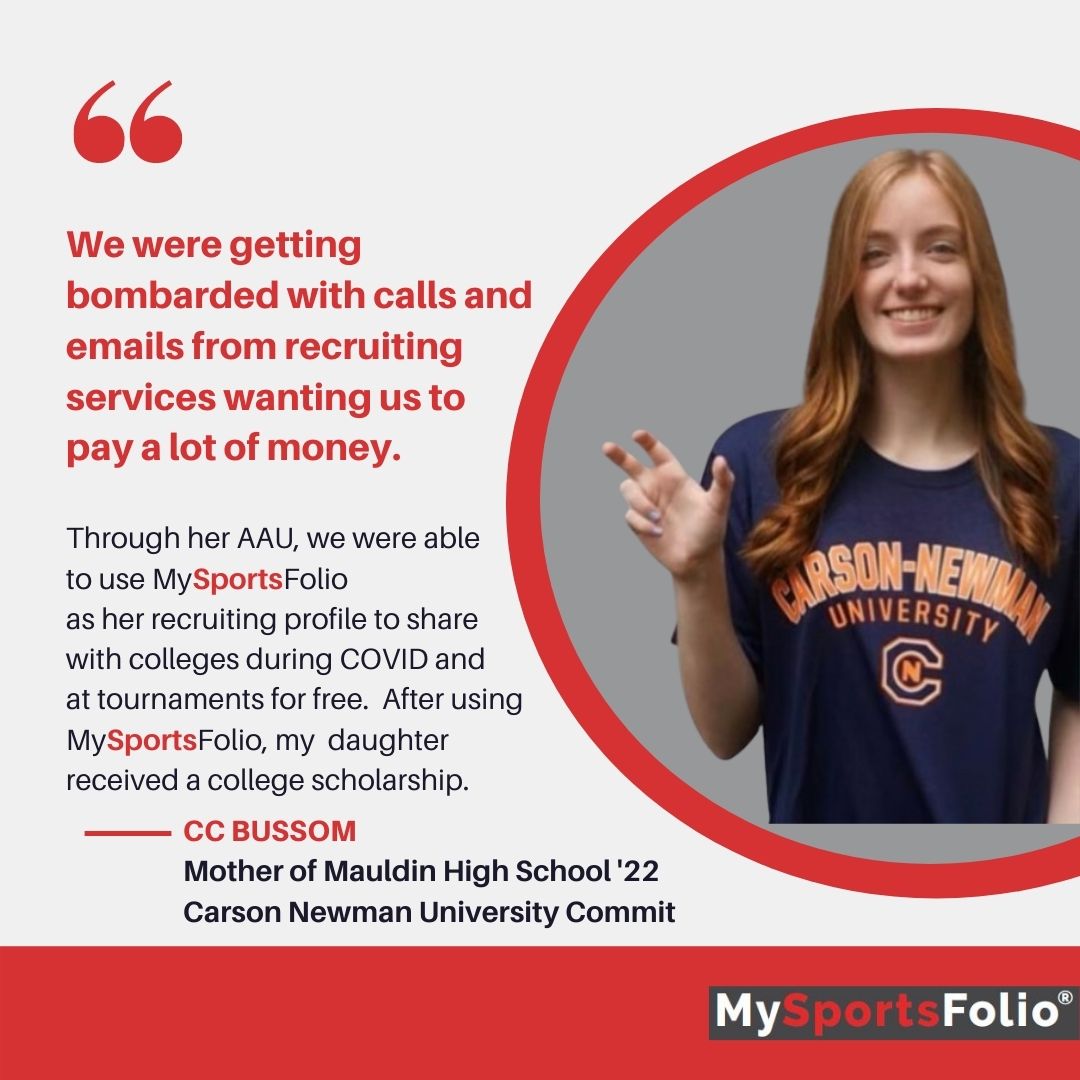 We were getting
bombarded with calls and
emails from recruiting
services wanting us to
pay a lot of money.
Through her AAU, we were able
to use MySportsFolio
as her recruiting profile to share
with colleges during COVID and
at tournaments for free.  After using
MySportsFolio, my  daughter
received a college scholarship.
CC BUSSOM
Mother of Mauldin High School '22
Carson Newman University Commit
CARSON-NEWMAN
UNIVERSITY
CN
MySportsFolio®